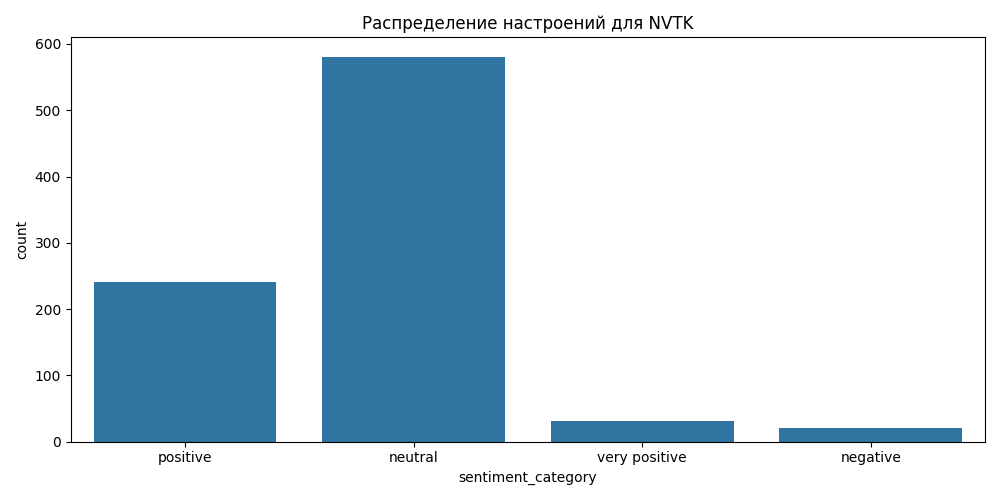 Распределение настроений для NVTK
600
500
400
300
200
100
0
count
positive
neutral
very positive
negative
sentiment_category